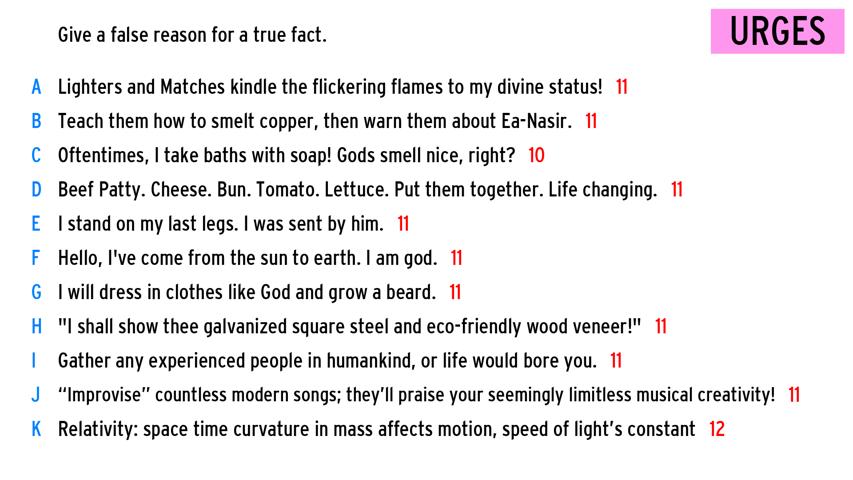 Give a false reason for a true fact.
URGES
A Lighters and Matches kindle the flickering flames to my divine status! 11
B Teach them how to smelt copper, then warn them about Ea-Nasir. 11
C Oftentimes, I take baths with soap! Gods smell nice, right? 10
D Beef Patty. Cheese. Bun. Tomato. Lettuce. Put them together. Life changing. 11
E I stand on my last legs. I was sent by him. 11
F Hello, I've come from the sun to earth. I am god. 11
G I will dress in clothes like God and grow a beard. 11
H "I shall show thee galvanized square steel and eco-friendly wood veneer!" 11
I Gather any experienced people in humankind, or life would bore you. 11
J “Improvise” countless modern songs; they’ll praise your seemingly limitless musical creativity! 11
K Relativity: space time curvature in mass affects motion, speed of light’s constant 12